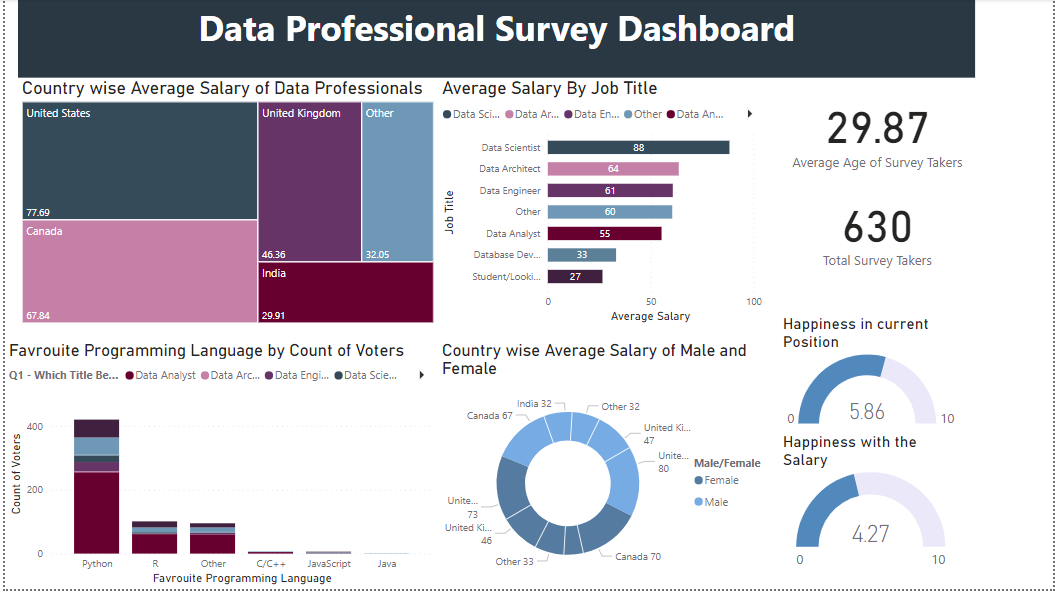 Data Professional Survey Dashboard
Country wise Average Salary of Data Professionals
United States
77.69
Canada
67.84
United Kingdom
46.36
Other
32.05
India
29.91
Average Salary By Job Title
Data Sci... Data Ar... Data En... Other Data An...
Job Title
Data Scientist 88
Data Architect 64
Data Engineer 61
Other 60
Data Analyst 55
Database Dev... 33
Student/Looki... 27
0 50 100
Average Salary
29.87
Average Age of Survey Takers
630
Total Survey Takers
Favrouite Programming Language by Count of Voters
Q1 - Which Title Be... Data Analyst Data Arc... Data Engi... Data Scie...
Count of Voters
400
200
0
Python R Other C/C++ JavaScript Java
Favrouite Programming Language
Country wise Average Salary of Male and
Female
India 32
Other 32
Canada 67
United Ki...
47
Unite...
80
Unite...
73
United Ki...
46
Other 33
Canada 70
Male/Female
Female
Male
Happiness in current
Position
5.86
0 10
Happiness with the
Salary
4.27
0 10